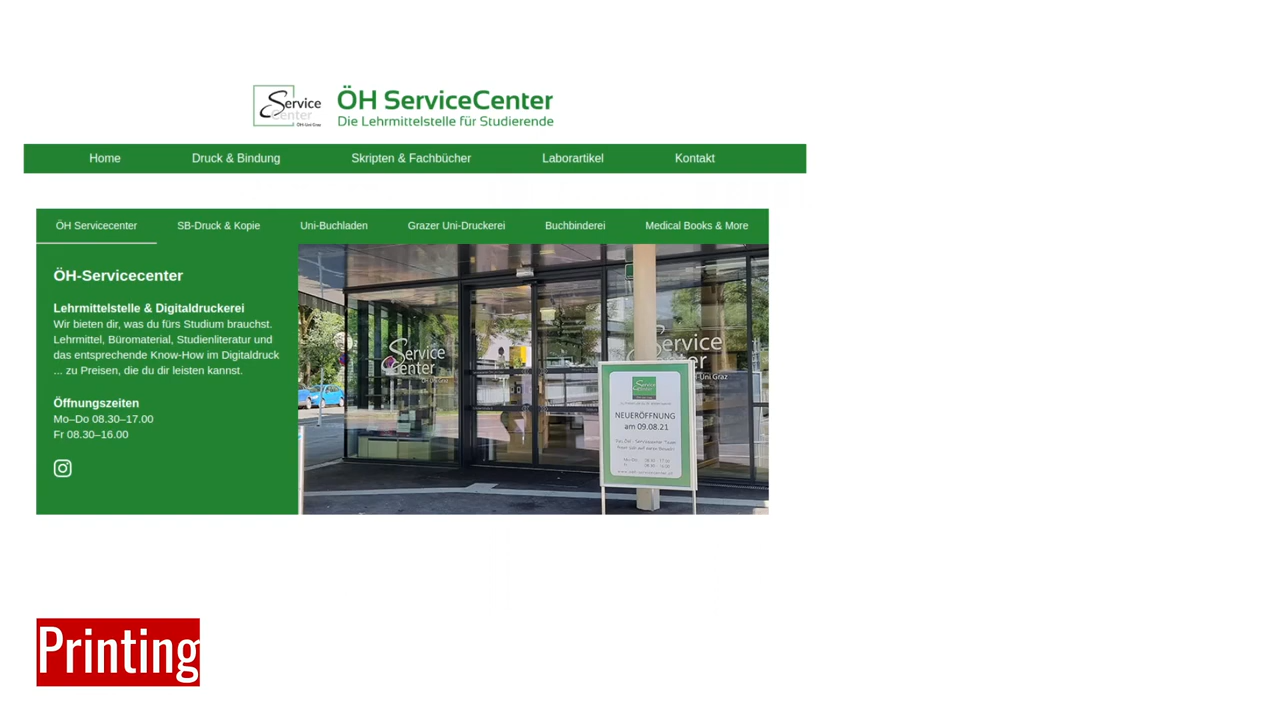 Service
Center
ÖH-Uni Graz
ÖH ServiceCenter
Die Lehrmittelstelle für Studierende
Home Druck & Bindung Skripten & Fachbücher Laborartikel Kontakt
ÖH Servicecenter SB-Druck & Kopie Uni-Buchladen Grazer Uni-Druckerei Buchbinderei Medical Books & More
ÖH-Servicecenter
Lehrmittelstelle & Digitaldruckerei
Wir bieten dir, was du fürs Studium brauchst.
Lehrmittel, Büromaterial, Studienliteratur und
das entsprechende Know-How im Digitaldruck
... zu Preisen, die du dir leisten kannst.
Öffnungszeiten
Mo–Do 08.30–17.00
Fr 08.30–16.00
Service
Center
Service
Center
Uni Graz
Service
Center
NEUERÖFFNUNG
am 09.08.21
Printing